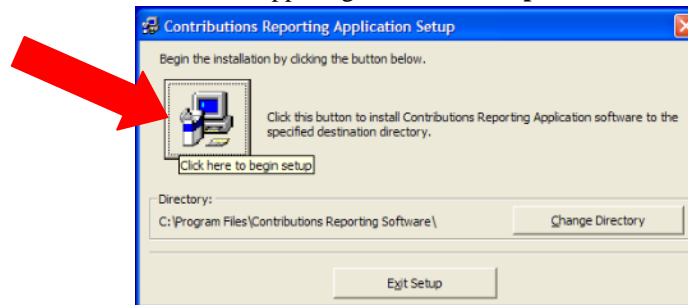 Contributions Reporting Application Setup
Begin the installation by clicking the button below.
Click this button to install Contributions Reporting Application software to the
specified destination directory.
Click here to begin setup
Directory:
C:\Program Files\Contributions Reporting Software\
Change Directory
Exit Setup